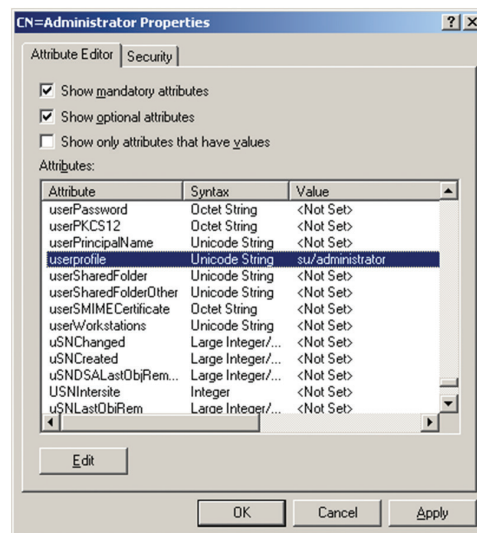 CN=Administrator Properties
Attribute Editor Security
Show mandatory attributes
Show optional attributes
Show only attributes that have values
Attributes:
Attribute Syntax Value
userPassword Octet String <Not Set>
userPKCS12 Octet String <Not Set>
userPrincipalName Unicode String <Not Set>
userprofile Unicode String su/administrator
userSharedFolder Unicode String <Not Set>
userSharedFolderOther Unicode String <Not Set>
userSMIMECertificate Octet String <Not Set>
userWorkstations Unicode String <Not Set>
uSNChanged Large Integer/... <Not Set>
uSNCreated Large Integer/... <Not Set>
uSNDSALastObjRem... Large Integer/... <Not Set>
USNIntersite Integer <Not Set>
uSNLastObjRem Large Integer/... <Not Set>
Edit
OK Cancel Apply